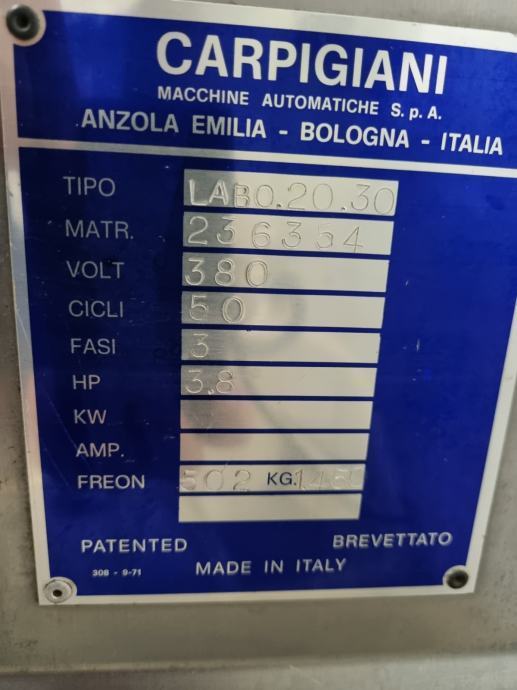 CARPIGIANI
MACCHINE AUTOMATICHE S.p.A.
ANZOLA EMILIA - BOLOGNA - ITALIA
TIPO LABO.20.30
MATR. 236354
VOLT 380
CICLI 50
FASI 3
HP 3.8
KW
AMP.
FREON 502 KG.
PATENTED BREVETTATO
308 - 9-71 MADE IN ITALY